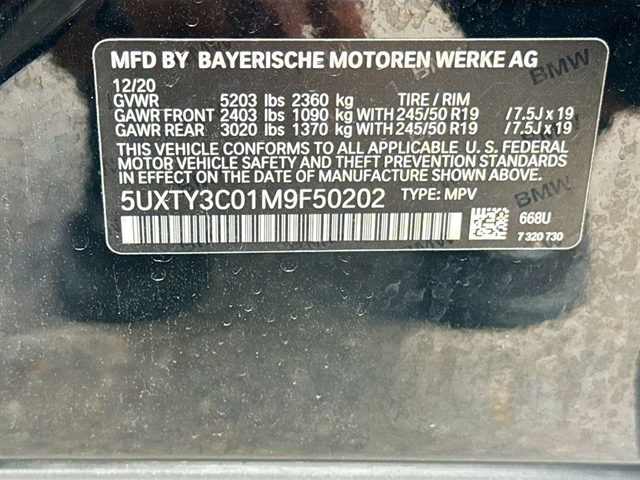 MFD BY BAYERISCHE MOTOREN WERKE AG
12/20
GVWR 5203 lbs 2360 kg TIRE / RIM
GAWR FRONT 2403 lbs 1090 kg WITH 245/50 R19 / 7.5J x 19
GAWR REAR 3020 lbs 1370 kg WITH 245/50 R19 / 7.5J x 19
THIS VEHICLE CONFORMS TO ALL APPLICABLE U. S. FEDERAL
MOTOR VEHICLE SAFETY AND THEFT PREVENTION STANDARDS
IN EFFECT ON THE DATE OF MANUFACTURE SHOWN ABOVE.
5UXTY3C01M9F50202 TYPE: MPV
668U
7 320 730
BMW
BMW
BMW